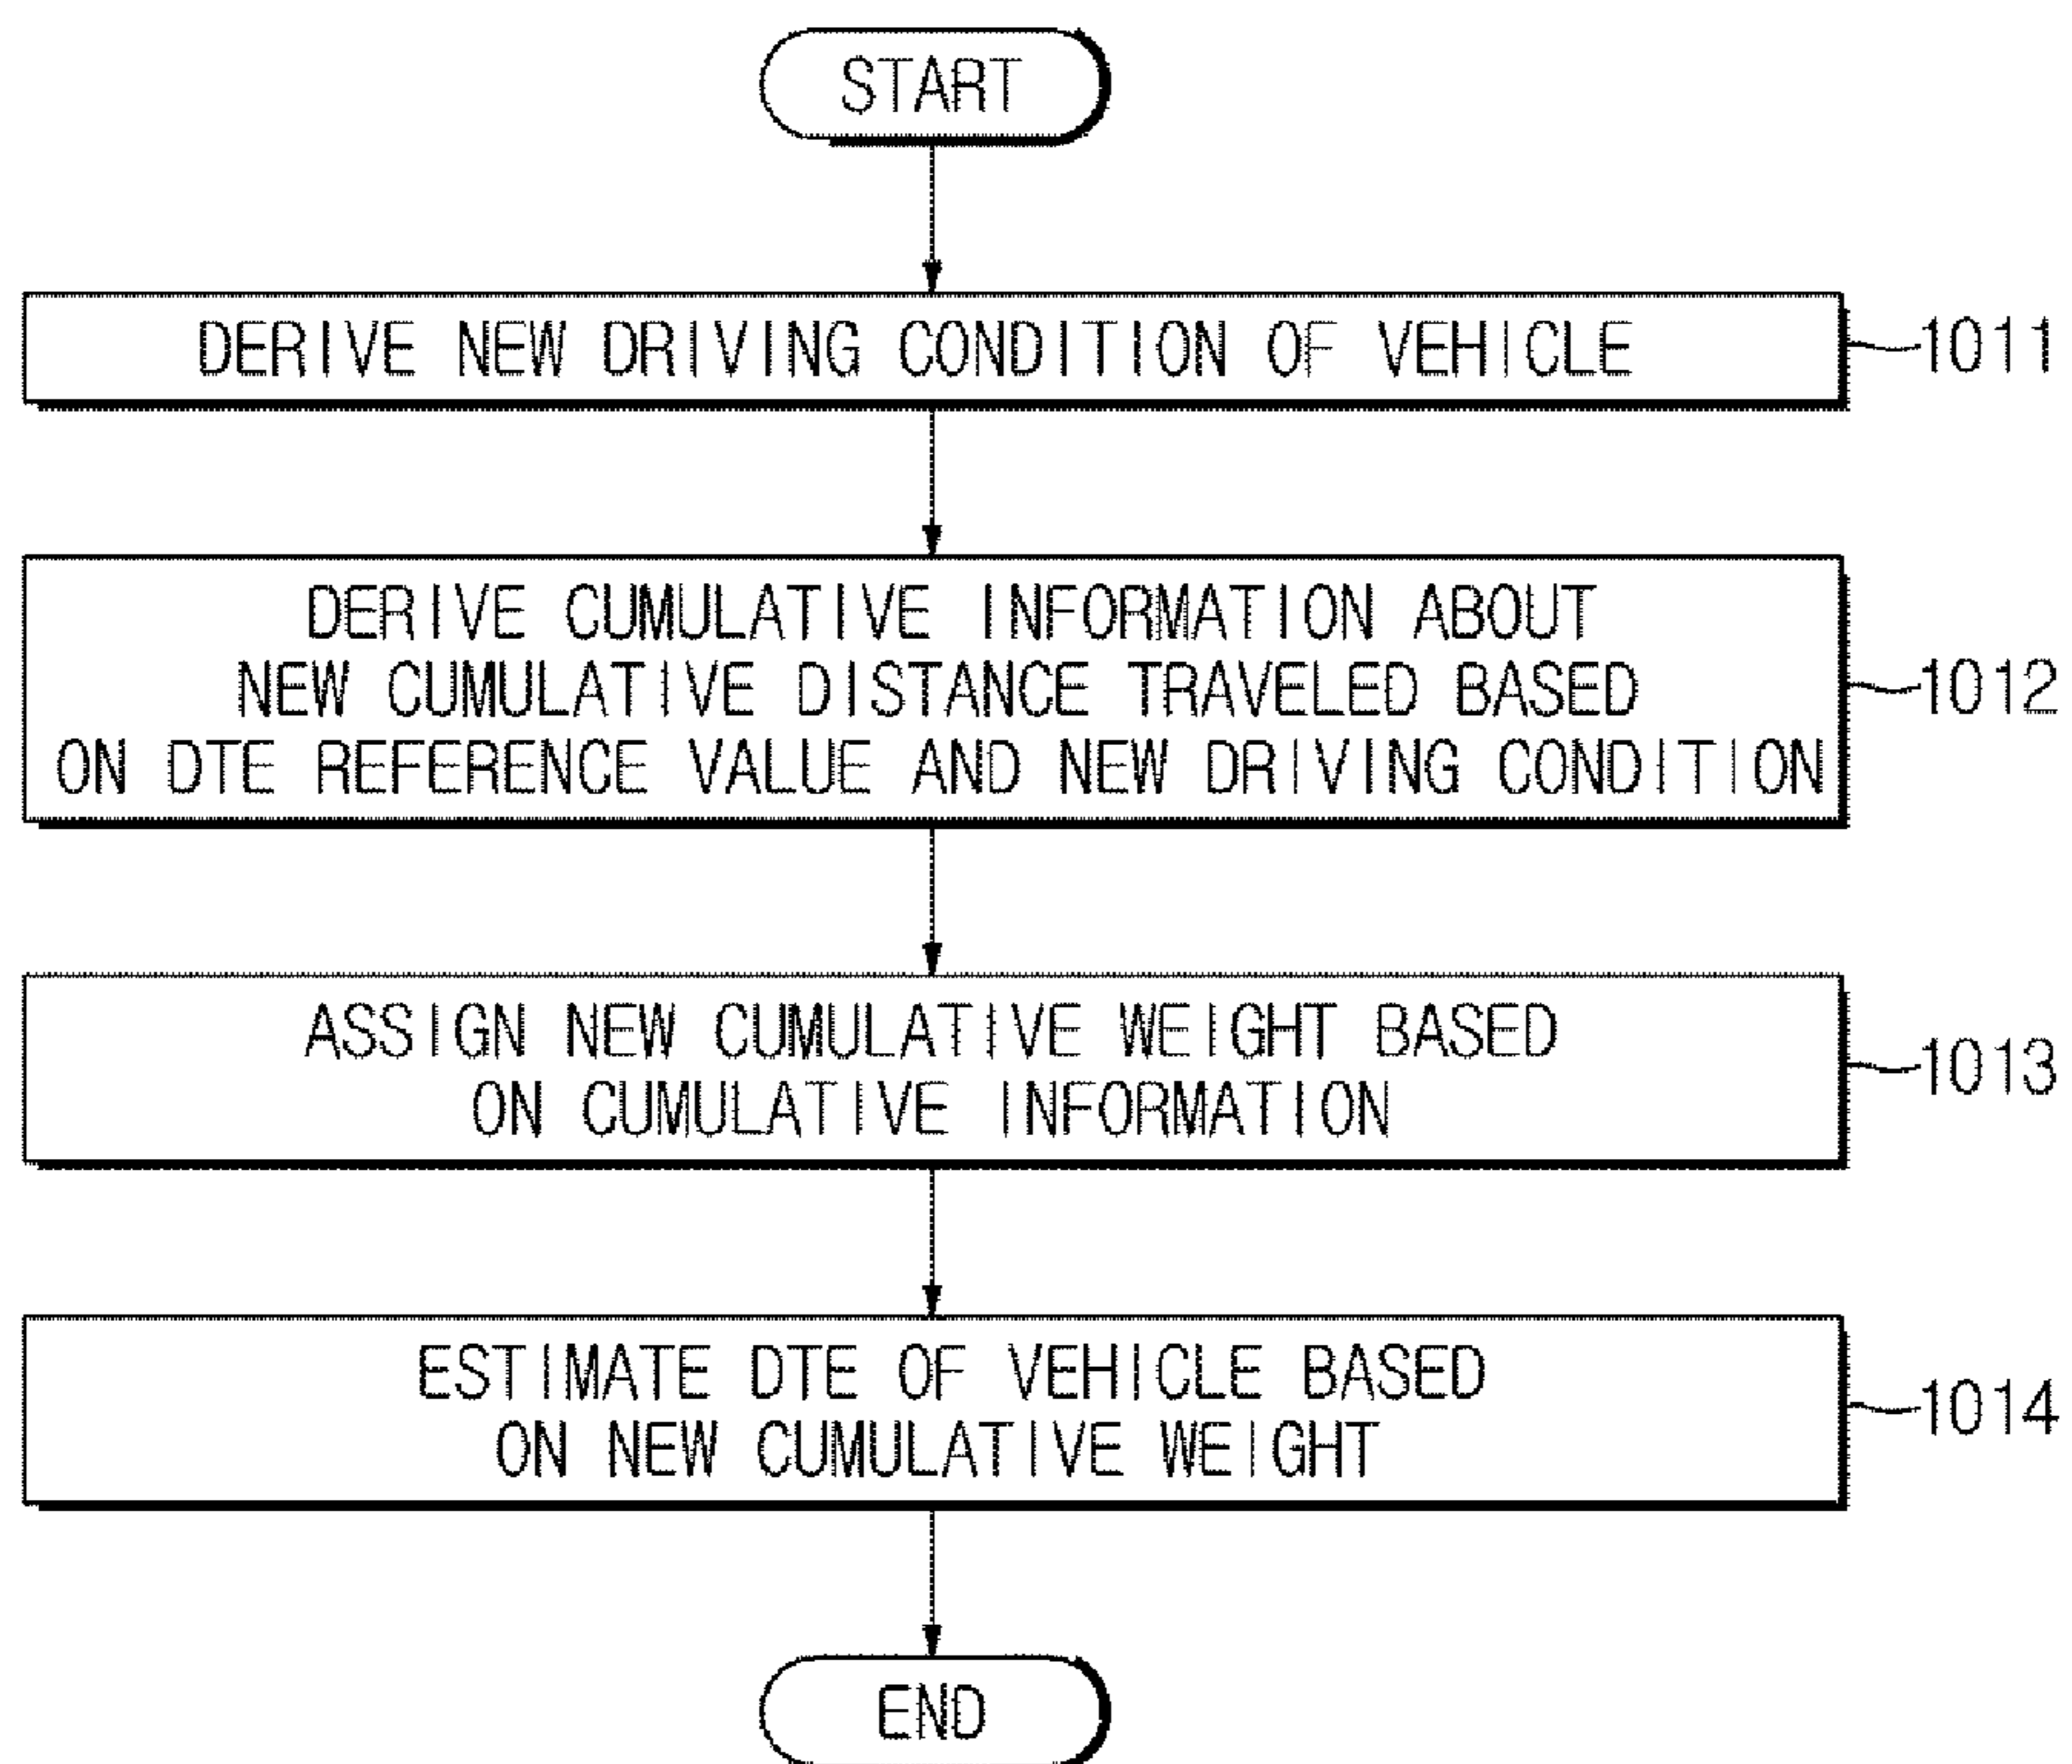 START
DERIVE NEW DRIVING CONDITION OF VEHICLE
1011
DERIVE CUMULATIVE INFORMATION ABOUT
NEW CUMULATIVE DISTANCE TRAVELED BASED
ON DTE REFERENCE VALUE AND NEW DRIVING CONDITION
1012
ASSIGN NEW CUMULATIVE WEIGHT BASED
ON CUMULATIVE INFORMATION
1013
ESTIMATE DTE OF VEHICLE BASED
ON NEW CUMULATIVE WEIGHT
1014
END